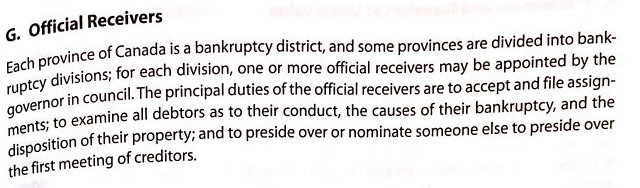 G. Official Receivers
Each province of Canada is a bankruptcy district, and some provinces are divided into bank-
ruptcy divisions; for each division, one or more official receivers may be appointed by the
governor in council. The principal duties of the official receivers are to accept and file assign-
ments; to examine all debtors as to their conduct, the causes of their bankruptcy, and the
disposition of their property; and to preside over or nominate someone else to preside over
the first meeting of creditors.